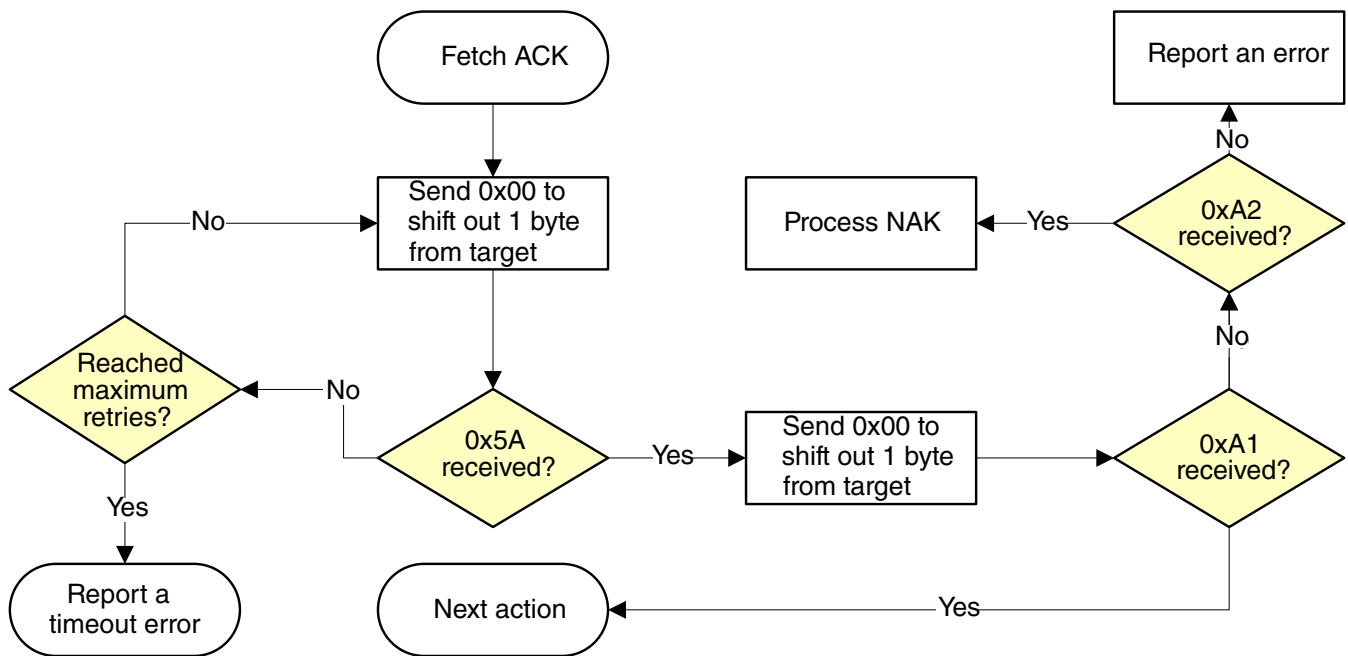 Fetch ACK
Report an error
No
Send 0x00 to
shift out 1 byte
from target
No
Process NAK
Yes
0xA2
received?
No
Reached
maximum
retries?
No
0x5A
received?
Yes
Send 0x00 to
shift out 1 byte
from target
0xA1
received?
Yes
Report a
timeout error
Next action
Yes